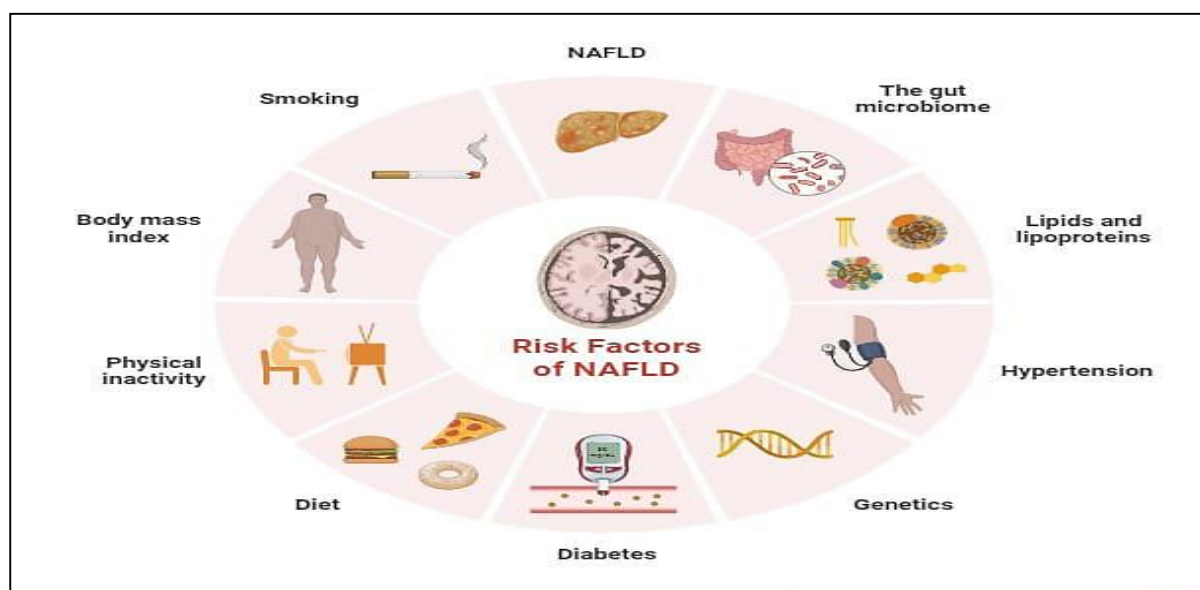 NAFLD
Smoking
The gut
microbiome
Body mass
index
Lipids and
lipoproteins
Risk Factors
of NAFLD
Physical
inactivity
Hypertension
Diet
Genetics
Diabetes